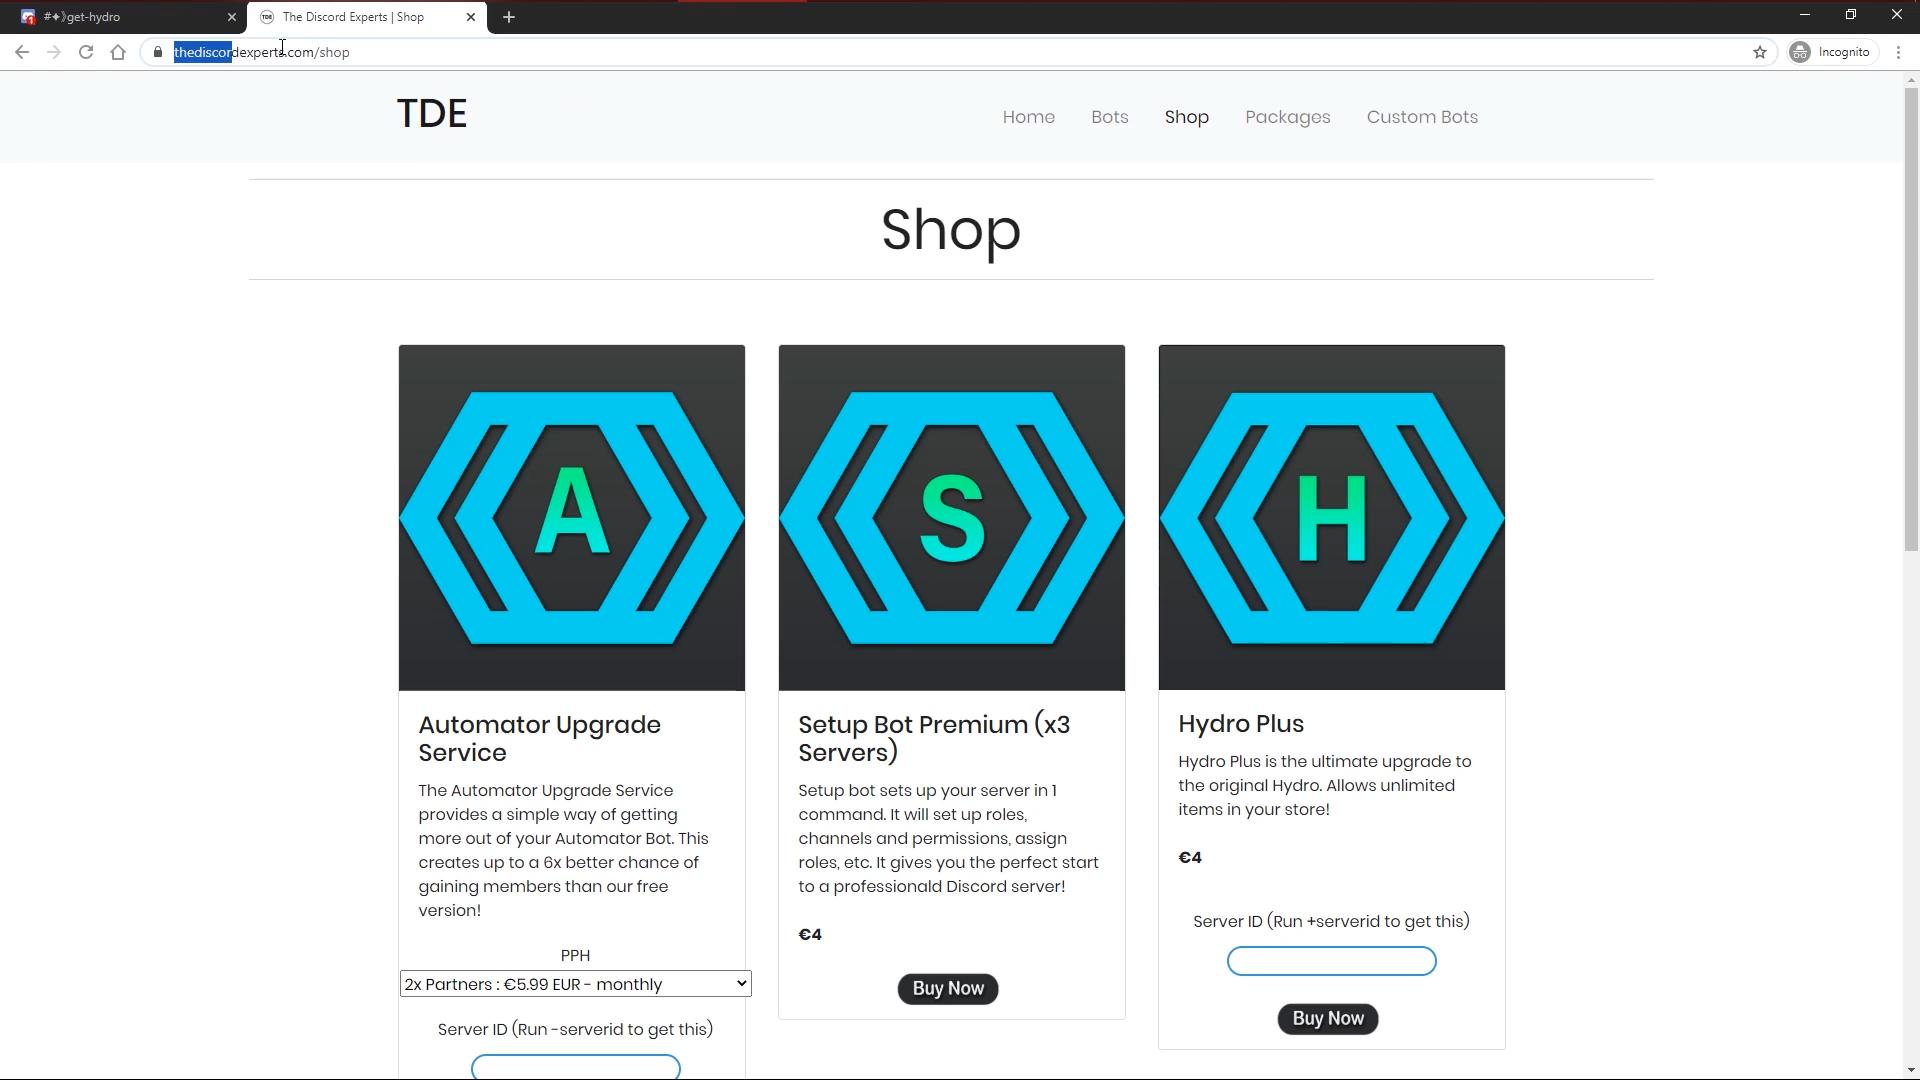 #✦》get-hydro
TDE
The Discord Experts | Shop
thediscordexperts.com/shop
Incognito
TDE
Home
Bots
Shop
Packages
Custom Bots
Shop
A
S
H
Automator Upgrade
Service
The Automator Upgrade Service
provides a simple way of getting
more out of your Automator Bot. This
creates up to a 6x better chance of
gaining members than our free
version!
PPH
2x Partners : €5.99 EUR - monthly
Server ID (Run -serverid to get this)
Setup Bot Premium (x3
Servers)
Setup bot sets up your server in 1
command. It will set up roles,
channels and permissions, assign
roles, etc. It gives you the perfect start
to a professionald Discord server!
€4
Buy Now
Hydro Plus
Hydro Plus is the ultimate upgrade to
the original Hydro. Allows unlimited
items in your store!
€4
Server ID (Run +serverid to get this)
Buy Now